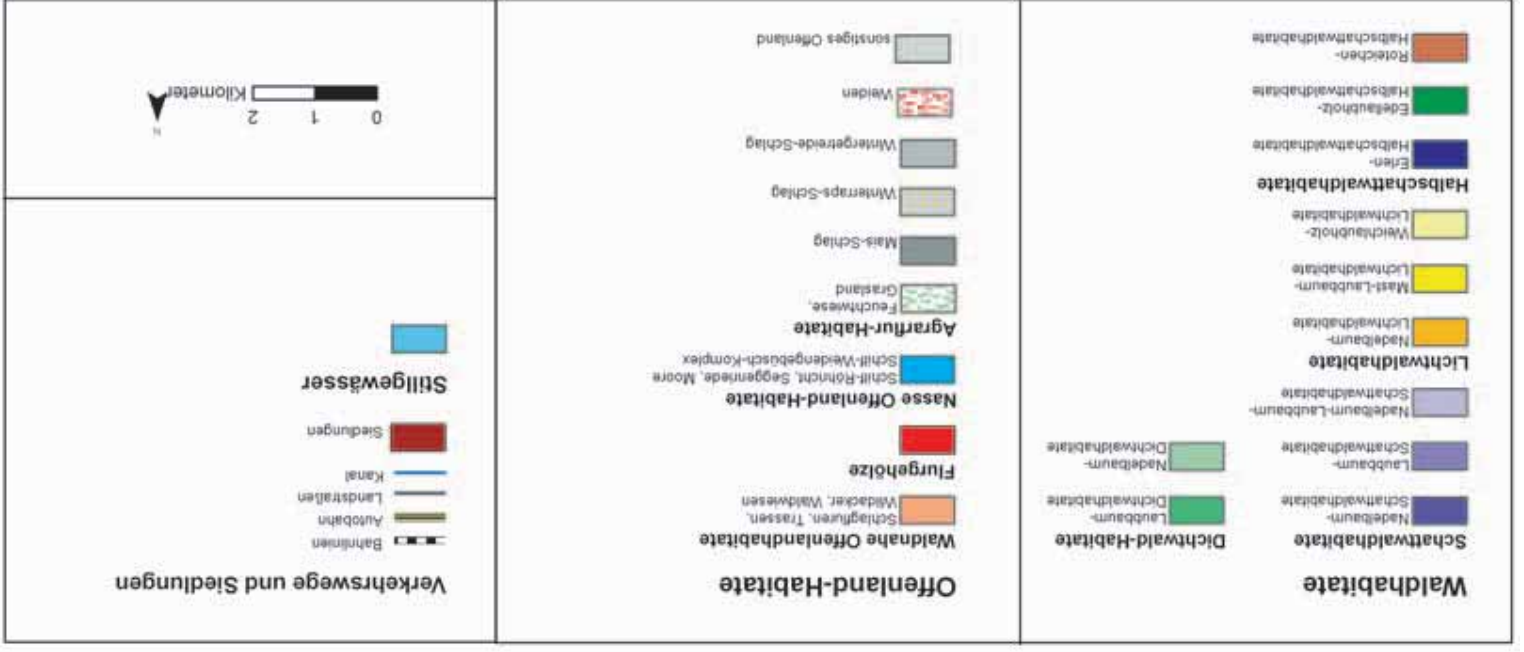 Waldhabitate
Schattwaldhabitate
Nadelbaum-
Schattwaldhabitate
Laubbaum-
Schattwaldhabitate
Nadelbaum-Laubbaum-
Schattwaldhabitate
Dichtwald-Habitate
Laubbaum-
Dichtwaldhabitate
Nadelbaum-
Dichtwaldhabitate
Lichtwaldhabitate
Nadelbaum-
Lichtwaldhabitate
Mast-Laubbaum-
Lichtwaldhabitate
Weichlaubholz-
Lichtwaldhabitate
Halbschattwaldhabitate
Erlen-
Halbschattwaldhabitate
Edellaubholz-
Halbschattwaldhabitate
Roteichen-
Halbschattwaldhabitate
Offenland-Habitate
Waldnahe Offenlandhabitate
Schlagfluren, Trassen,
Wildäcker, Waldwiesen
Flurgehölze
Nasse Offenland-Habitate
Schilf-Röhricht, Seggenriede, Moore
Schilf-Weidengebüsch-Komplex
Agrarflur-Habitate
Feuchtwiese,
Grasland
Mais-Schlag
Winterraps-Schlag
Wintergetreide-Schlag
Weiden
sonstiges Offenland
Verkehrswege und Siedlungen
Bahnlinien
Autobahn
Landstraßen
Kanal
Siedlungen
Stillgewässer
0 1 2
Kilometer
N